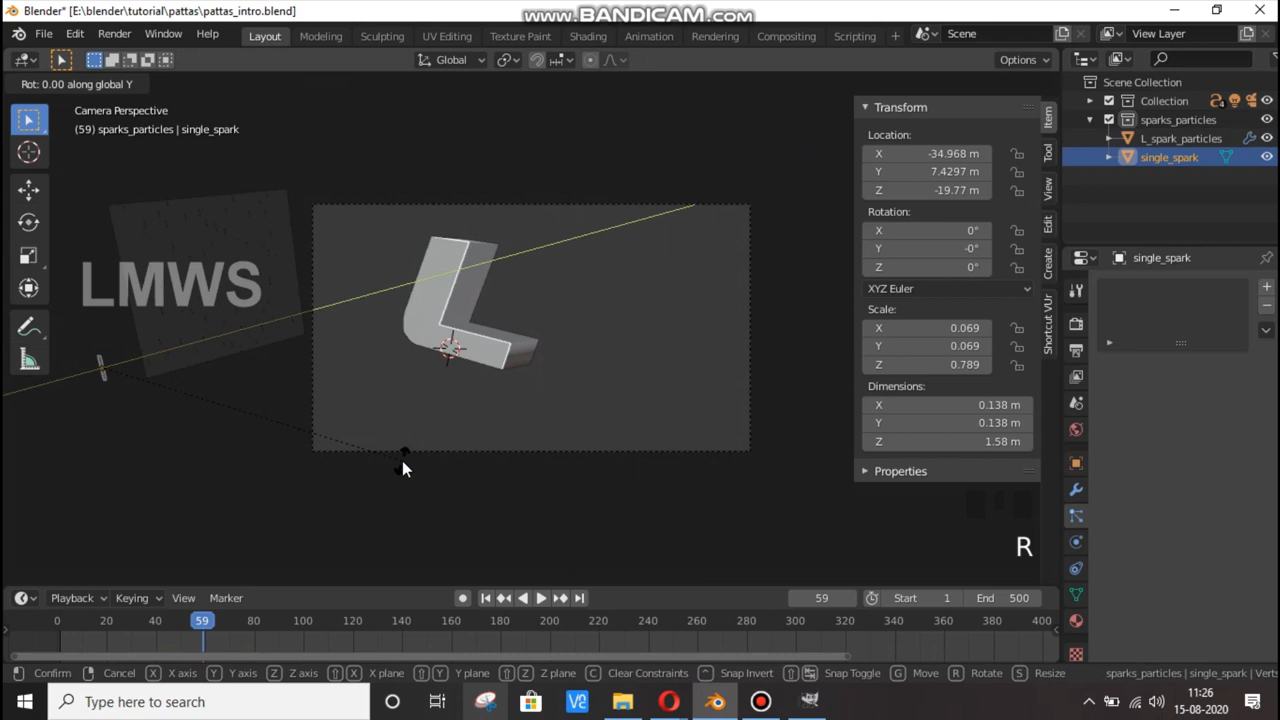 Blender* [E:\blender\tutorial\pattas\pattas_intro.blend]
www.BANDICAM.com
File Edit Render Window Help
Layout Modeling Sculpting UV Editing Texture Paint Shading Animation Rendering Compositing Scripting +
Scene
View Layer
Global
Options
Rot: 0.00 along global Y
Camera Perspective
(59) sparks_particles | single_spark
LMWS
Transform
Location:
X -34.968 m
Y 7.4297 m
Z -19.77 m
Rotation:
X 0°
Y -0°
Z 0°
XYZ Euler
Scale:
X 0.069
Y 0.069
Z 0.789
Dimensions:
X 0.138 m
Y 0.138 m
Z 1.58 m
Properties
Item
Tool
View
Edit
Create
Shortcut VUr
Scene Collection
Collection 4
sparks_particles
L_spark_particles
single_spark
single_spark
R
Playback Keying View Marker
59 Start 1 End 500
0 20 40 59 80 100 120 140 160 180 200 220 240 260 280 300 320 340 360 380 400
Confirm Cancel X X axis Y Y axis Z Z axis X X plane Y Y plane Z Z plane C Clear Constraints ^ Snap Invert Snap Toggle G Move R Rotate S Resize
sparks_particles | single_spark | Verts
Type here to search
11:26
15-08-2020